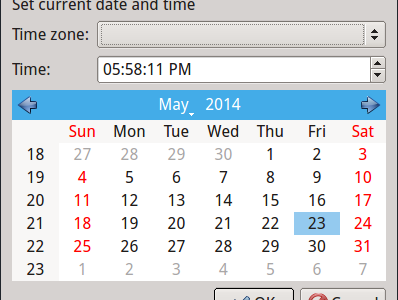 Set current date and time
Time zone:
Time: 05:58:11 PM
May, 2014
Sun Mon Tue Wed Thu Fri Sat
18 27 28 29 30 1 2 3
19 4 5 6 7 8 9 10
20 11 12 13 14 15 16 17
21 18 19 20 21 22 23 24
22 25 26 27 28 29 30 31
23 1 2 3 4 5 6 7